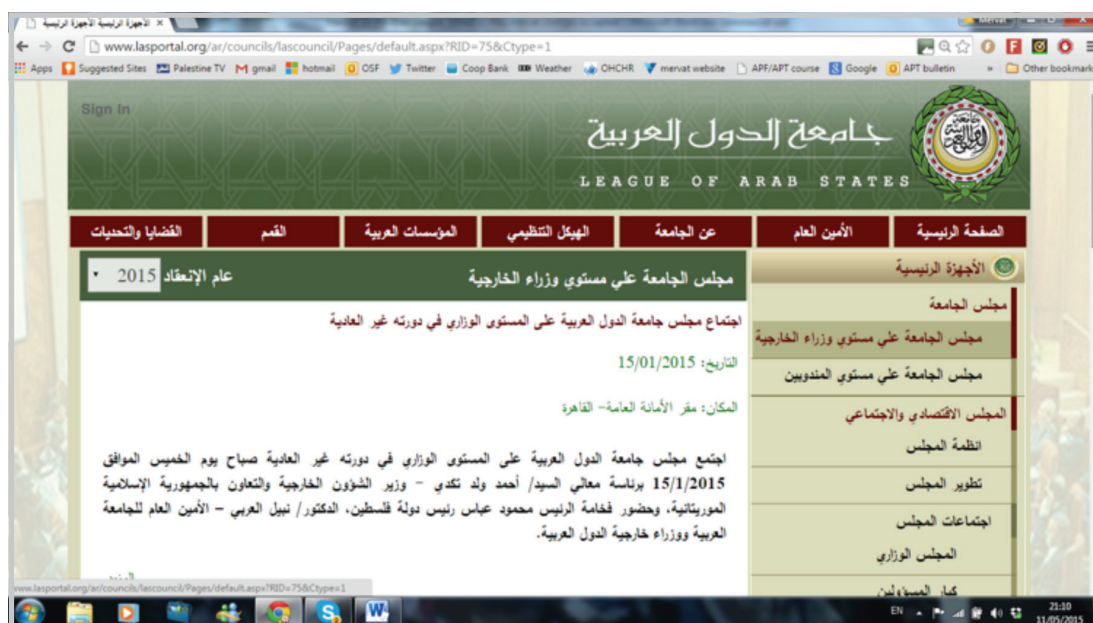 الأجهزة الرئيسية الأجهزة الرئيسية ×
Mervat
www.lasportal.org/ar/councils/lascouncil/Pages/default.aspx?RID=75&Ctype=1
Apps Suggested Sites Palestine TV gmail hotmail OSF Twitter Coop Bank Weather OHCHR mervat website APF/APT course Google APT bulletin » Other bookmark
Sign In
جامعة الدول العربية
LEAGUE OF ARAB STATES
الصفحة الرئيسية
الأمين العام
عن الجامعة
الهيكل التنظيمي
المؤسسات العربية
القمم
القضايا والتحديات
الأجهزة الرئيسية
مجلس الجامعة
مجلس الجامعة علي مستوي وزراء الخارجية
مجلس الجامعة علي مستوي المندوبين
المجلس الاقتصادي والاجتماعي
انظمة المجلس
تطوير المجلس
اجتماعات المجلس
المجلس الوزاري
كبار المسؤولين
مجلس الجامعة علي مستوي وزراء الخارجية
عام الإنعقاد 2015
اجتماع مجلس جامعة الدول العربية على المستوى الوزاري في دورته غير العادية
التاريخ: 15/01/2015
المكان: مقر الأمانة العامة– القاهرة
اجتمع مجلس جامعة الدول العربية على المستوى الوزاري في دورته غير العادية صباح يوم الخميس الموافق
15/1/2015 برئاسة معالي السيد/ أحمد ولد تكدي – وزير الشؤون الخارجية والتعاون بالجمهورية الإسلامية
الموريتانية، وحضور فخامة الرئيس محمود عباس رئيس دولة فلسطين، الدكتور/ نبيل العربي – الأمين العام للجامعة
العربية ووزراء خارجية الدول العربية.
المزيد
www.lasportal.org/ar/councils/lascouncil/Pages/default.aspx?RID=75&Ctype=1
EN
21:10
11/05/2015